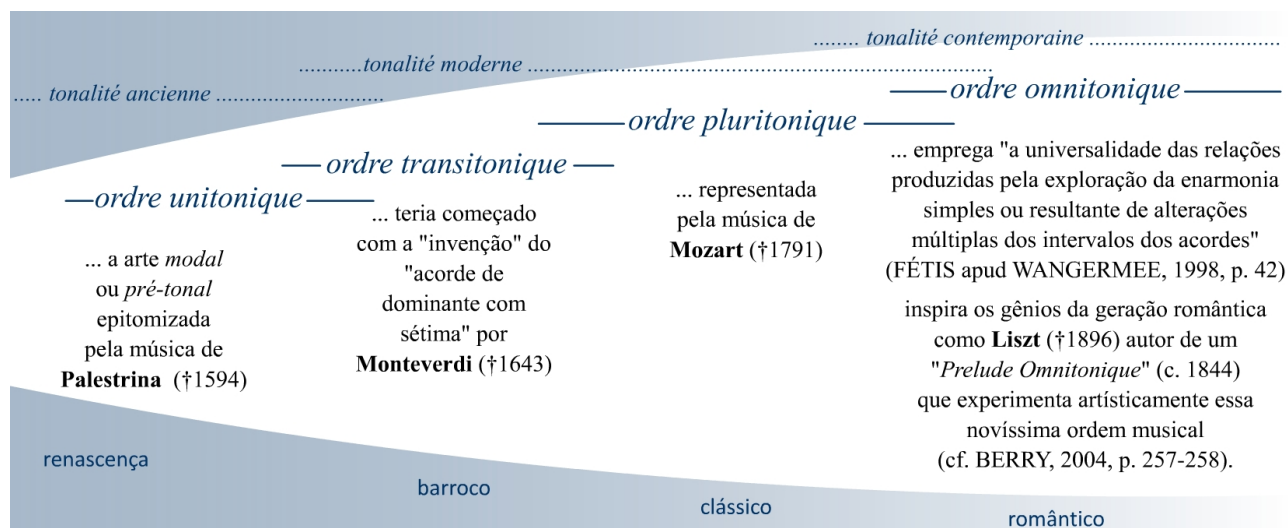 ........ tonalité contemporaine ..............................
...........tonalité moderne ...........................................................................
..... tonalité ancienne ..........................
ordre omnitonique
ordre pluritonique
ordre transitonique
ordre unitonique
... a arte modal
ou pré-tonal
epitomizada
pela música de
Palestrina (†1594)
... teria começado
com a "invenção" do
"acorde de
dominante com
sétima" por
Monteverdi (†1643)
... representada
pela música de
Mozart (†1791)
... emprega "a universalidade das relações
produzidas pela exploração da enarmonia
simples ou resultante de alterações
múltiplas dos intervalos dos acordes"
(FÉTIS apud WANGERMEE, 1998, p. 42)
inspira os gênios da geração romântica
como Liszt (†1896) autor de um
"Prelude Omnitonique" (c. 1844)
que experimenta artísticamente essa
novíssima ordem musical
(cf. BERRY, 2004, p. 257-258).
renascença
barroco
clássico
romântico